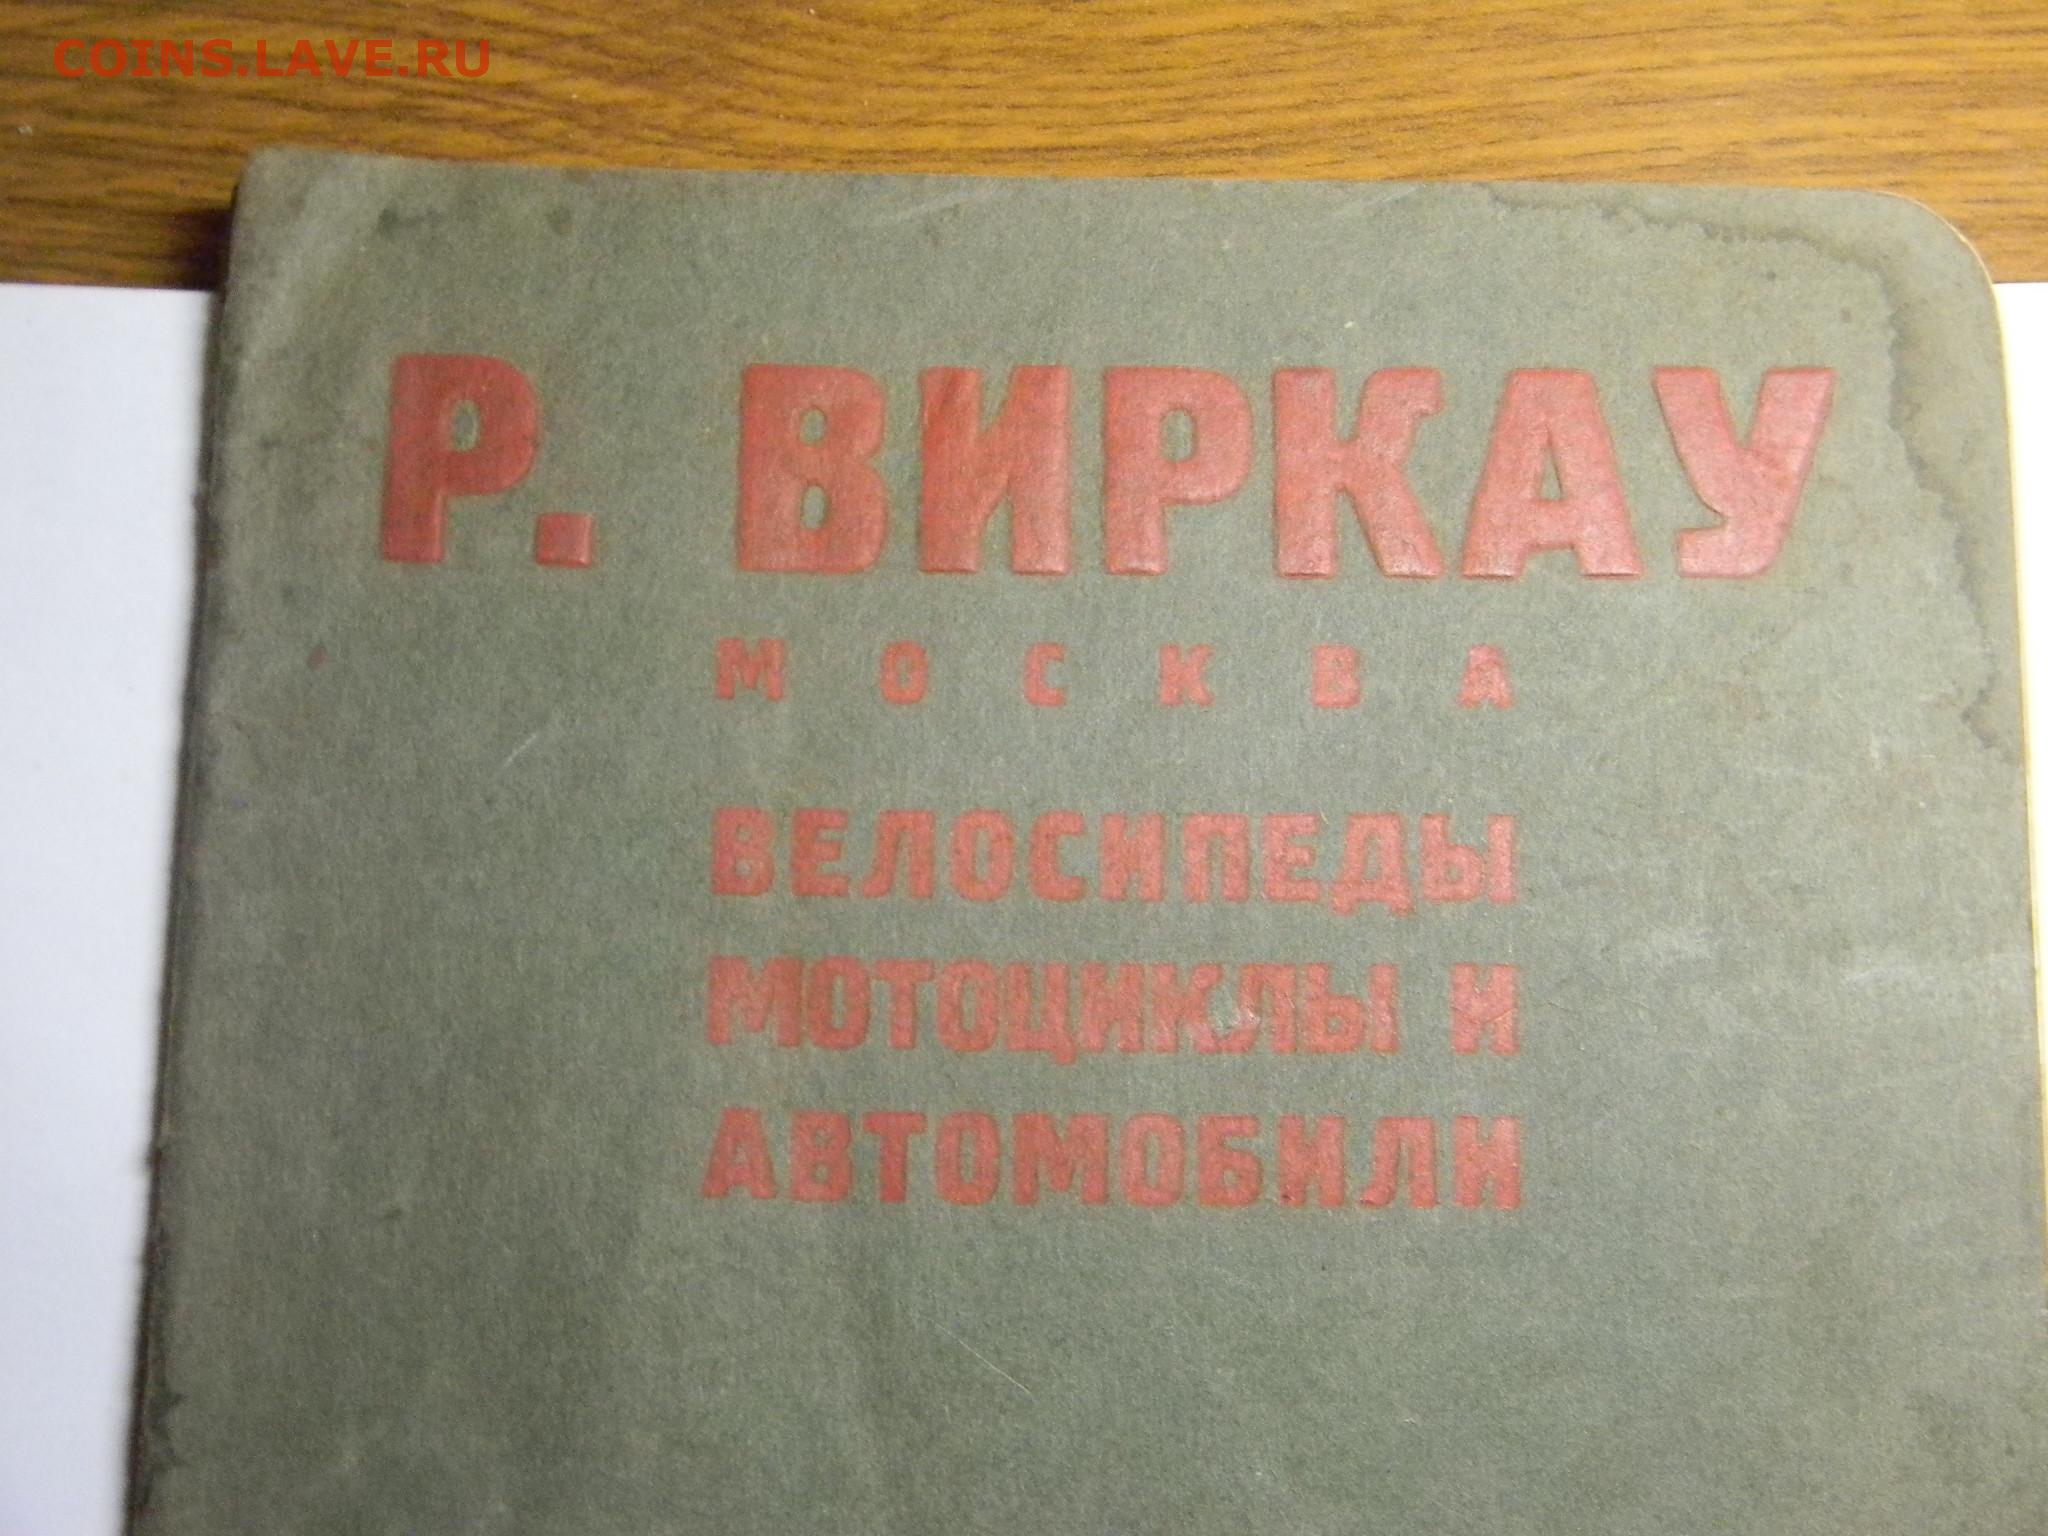 COINS.LAVE.RU
Р. ВИРКАУ
МОСКВА
ВЕЛОСИПЕДЫ
МОТОЦИКЛЫ И
АВТОМОБИЛИ